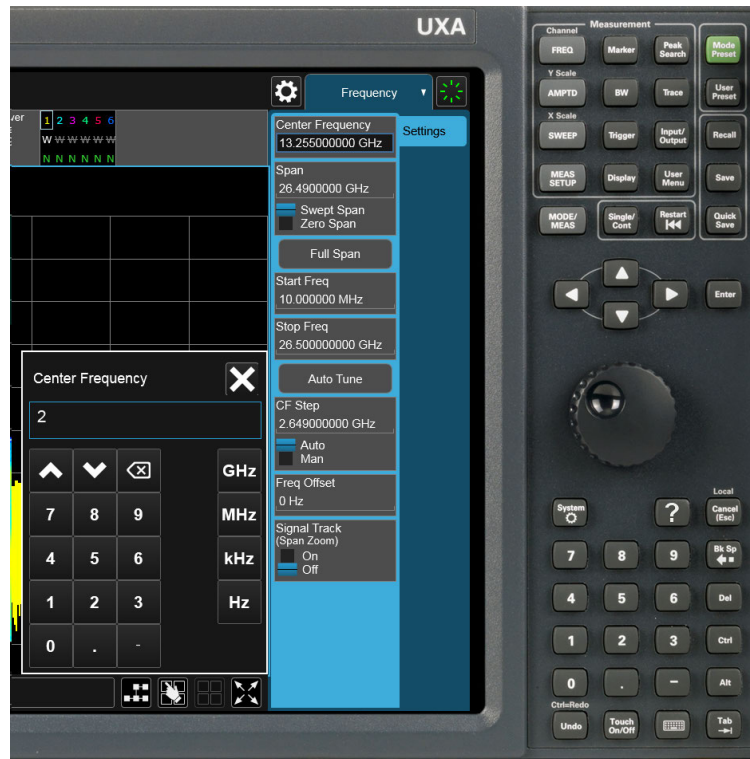 UXA
Frequency
ver
1 2 3 4 5 6
W W W W W W
N N N N N N
Center Frequency
13.255000000 GHz
Settings
Span
26.4900000 GHz
Swept Span
Zero Span
Full Span
Start Freq
10.000000 MHz
Stop Freq
26.500000000 GHz
Auto Tune
CF Step
2.649000000 GHz
Auto
Man
Freq Offset
0 Hz
Signal Track
(Span Zoom)
On
Off
Center Frequency
2
GHz
7 8 9 MHz
4 5 6 kHz
1 2 3 Hz
0 . -
Measurement
Channel
FREQ Marker Peak Search Mode Preset
Y Scale
AMPTD BW Trace User Preset
X Scale
SWEEP Trigger Input/ Output Recall
MEAS SETUP Display User Menu Save
MODE/ MEAS Single/ Cont Restart Quick Save
Enter
Local
System ? Cancel (Esc)
7 8 9 Bk Sp
4 5 6 Del
1 2 3 Ctrl
0 . - Alt
Ctrl=Redo
Undo Touch On/Off Tab